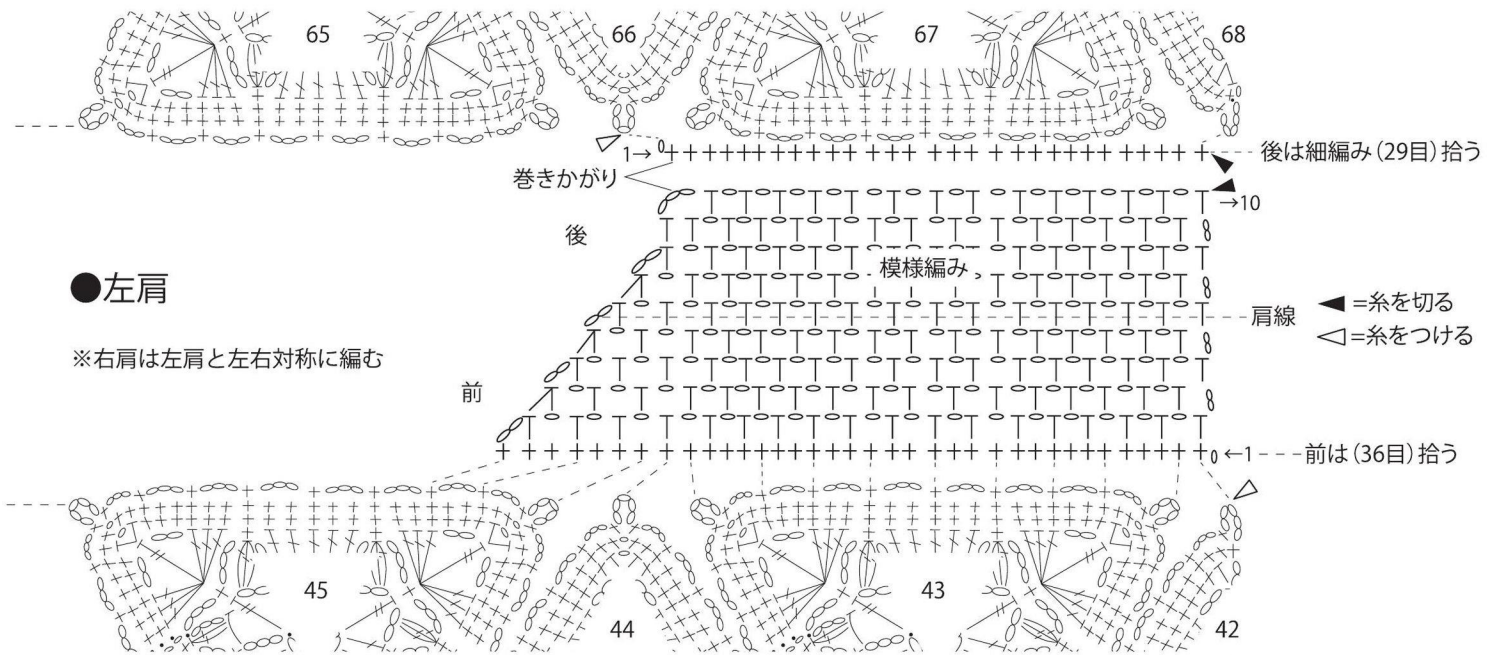 65
66
67
68
1→
後は細編み(29目)拾う
巻きかがり
→10
後
模様編み
●左肩
◀=糸を切る
肩線
◁=糸をつける
※右肩は左肩と左右対称に編む
前
←1
前は(36目)拾う
45
44
43
42